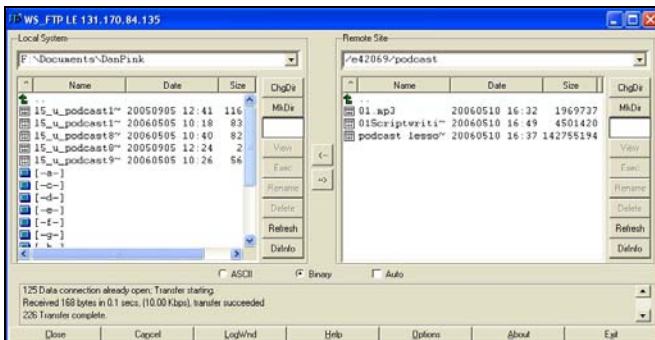 WS_FTP LE 131.170.84.135
Local System
F:\Documents\DanPink
Name Date Size
..
15_u_podcast1~ 20050905 12:41 116
15_u_podcast1~ 20060505 10:18 83
15_u_podcast8~ 20060505 10:40 82
15_u_podcast9~ 20050905 12:24 2
15_u_podcast9~ 20060505 10:26 56
[-a-]
[-c-]
[-d-]
[-e-]
[-f-]
[-g-]
ChgDir
MkDir
View
Exec
Rename
Delete
Refresh
DirInfo
<--
-->
Remote Site
/e42069/podcast
Name Date Size
..
01.mp3 20060510 16:32 1969737
01Scriptwriti~ 20060510 16:49 4501420
podcast lesso~ 20060510 16:37 142755194
ChgDir
MkDir
View
Exec
Rename
Delete
Refresh
DirInfo
ASCII Binary Auto
125 Data connection already open; Transfer starting.
Received 168 bytes in 0.1 secs, (10.00 Kbps), transfer succeeded
226 Transfer complete.
Close Cancel LogWnd Help Options About Exit